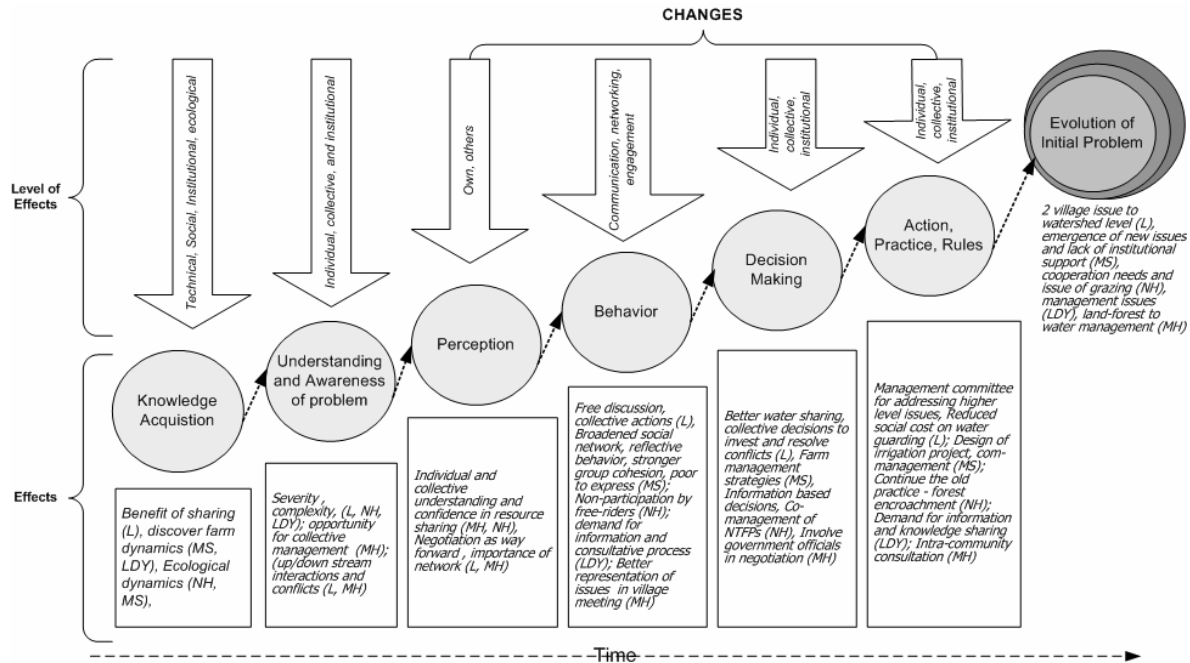 CHANGES
Level of
Effects
Technical, Social, Institutional, ecological
Individual, collective, and institutional
Own, others
Communication, networking,
engagement
Individual,
collective,
institutional
Individual,
collective,
institutional
Knowledge
Acquistion
Understanding
and Awareness
of problem
Perception
Behavior
Decision
Making
Action,
Practice, Rules
Evolution of
Initial Problem
2 village issue to
watershed level (L),
emergence of new issues
and lack of institutional
support (MS),
cooperation needs and
issue of grazing (NH),
management issues
(LDY), land-forest to
water management (MH)
Effects
Benefit of sharing
(L), discover farm
dynamics (MS,
LDY), Ecological
dynamics (NH,
MS),
Severity ,
complexity, (L, NH,
LDY); opportunity
for collective
management (MH);
(up/down stream
interactions and
conflicts (L, MH)
Individual and
collective
understanding and
confidence in resource
sharing (MH, NH),
Negotiation as way
forward , importance of
network (L, MH)
Free discussion,
collective actions (L),
Broadened social
network, reflective
behavior, stronger
group cohesion, poor
to express (MS);
Non-participation by
free-riders (NH);
demand for
information and
consultative process
(LDY); Better
representation of
issues in village
meeting (MH)
Better water sharing,
collective decisions to
invest and resolve
conflicts (L), Farm
management
strategies (MS),
Information based
decisions, Co-
management of
NTFPs (NH), Involve
government officials
in negotiation (MH)
Management committee
for addressing higher
level issues, Reduced
social cost on water
guarding (L); Design of
irrigation project, com-
management (MS);
Continue the old
practice - forest
encroachment (NH);
Demand for information
and knowledge sharing
(LDY); Intra-community
consultation (MH)
Time